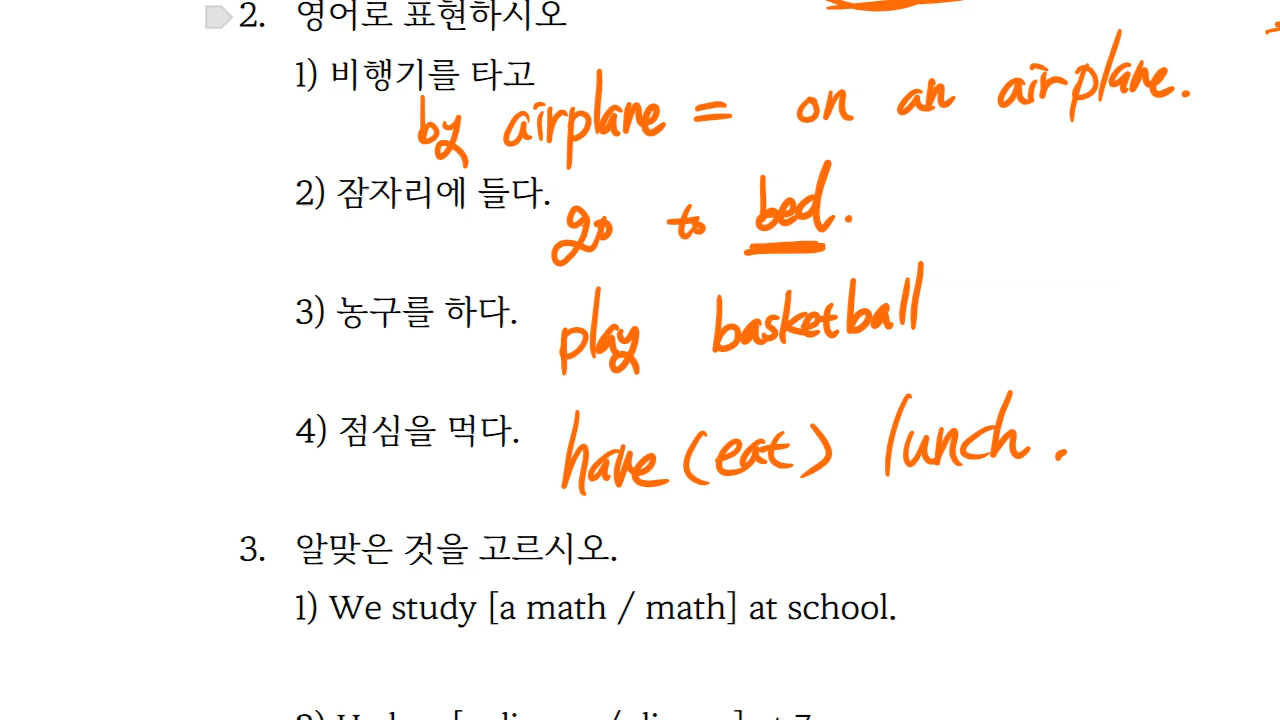 2. 영어로 표현하시오
1) 비행기를 타고
by airplane = on an airplane.
2) 잠자리에 들다.
go to bed.
3) 농구를 하다.
play basketball
4) 점심을 먹다.
have (eat) lunch.
3. 알맞은 것을 고르시오.
1) We study [a math / math] at school.